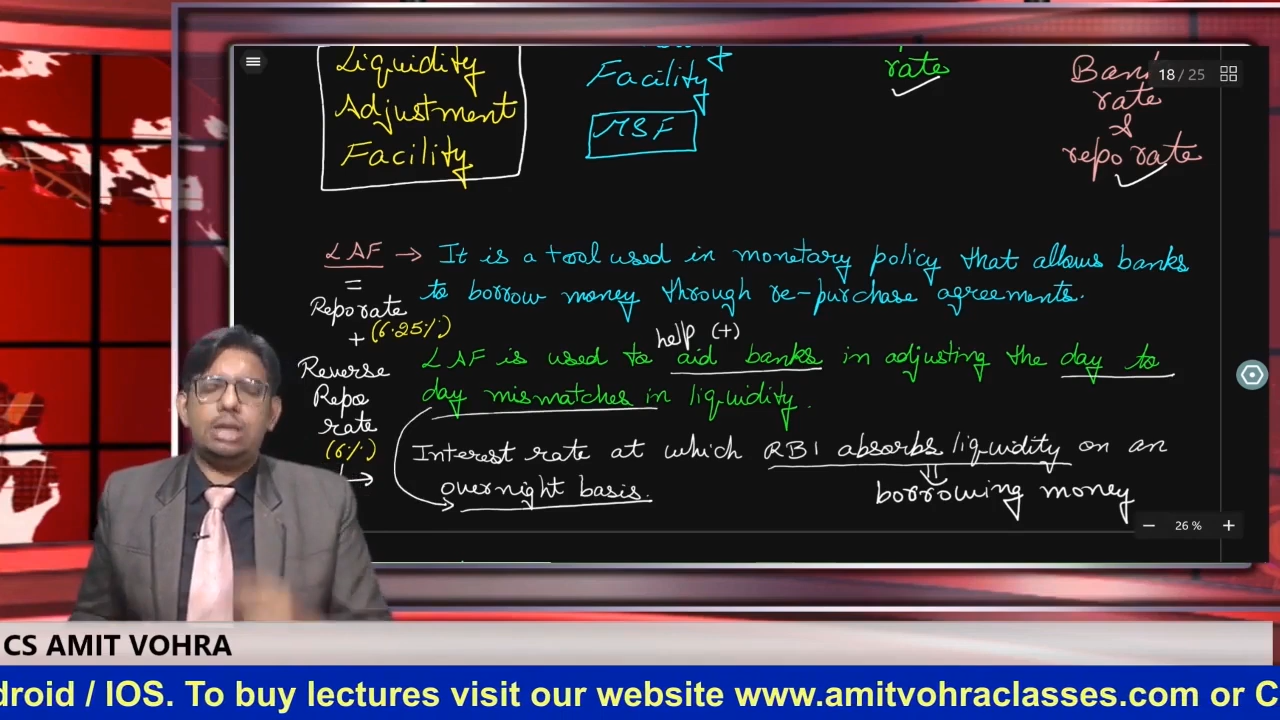 Liquidity
Adjustment
Facility
Facility
MSF
rate
Bank
rate
&
repo rate
18 / 25
LAF → It is a tool used in monetary policy that allows banks
to borrow money through re-purchase agreements.
=
Repo rate
+ (6.25%)
Reverse
Repo
rate
(6%)
help (+)
LAF is used to aid banks in adjusting the day to
day mismatches in liquidity.
Interest rate at which RBI absorbs liquidity on an
overnight basis.
borrowing money
26 %
CS AMIT VOHRA
droid / IOS. To buy lectures visit our website www.amitvohraclasses.com or C